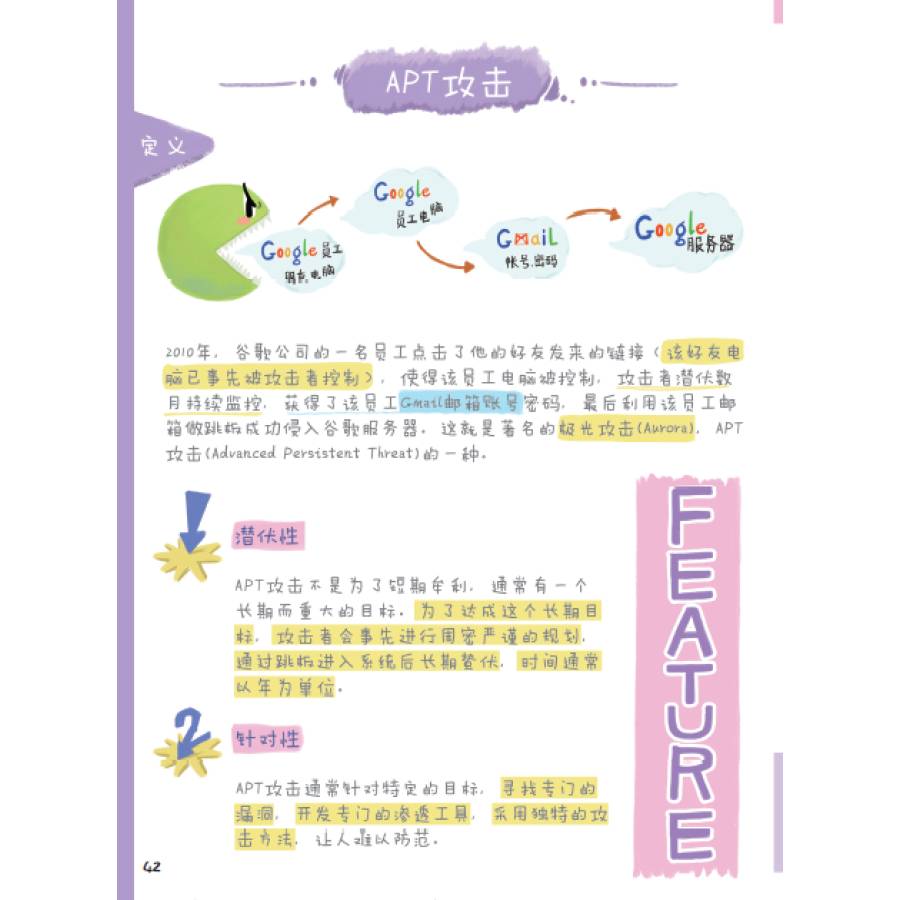 APT攻击
定义
Google
员工电脑
Google员工
朋友电脑
GMaiL
帐号、密码
Google
服务器
2010年，谷歌公司的一名员工点击了他的好友发来的链接（该好友电
脑已事先被攻击者控制），使得该员工电脑被控制，攻击者潜伏数
月持续监控，获得了该员工Gmail邮箱账号密码，最后利用该员工邮
箱做跳板成功侵入谷歌服务器。这就是著名的极光攻击(Aurora)，APT
攻击(Advanced Persistent Threat)的一种。
1
潜伏性
APT攻击不是为了短期牟利，通常有一个
长期而重大的目标。为了达成这个长期目
标，攻击者会事先进行周密严谨的规划，
通过跳板进入系统后长期蛰伏，时间通常
以年为单位。
2
针对性
APT攻击通常针对特定的目标，寻找专门的
漏洞，开发专门的渗透工具，采用独特的攻
击方法，让人难以防范。
FEATURE
42